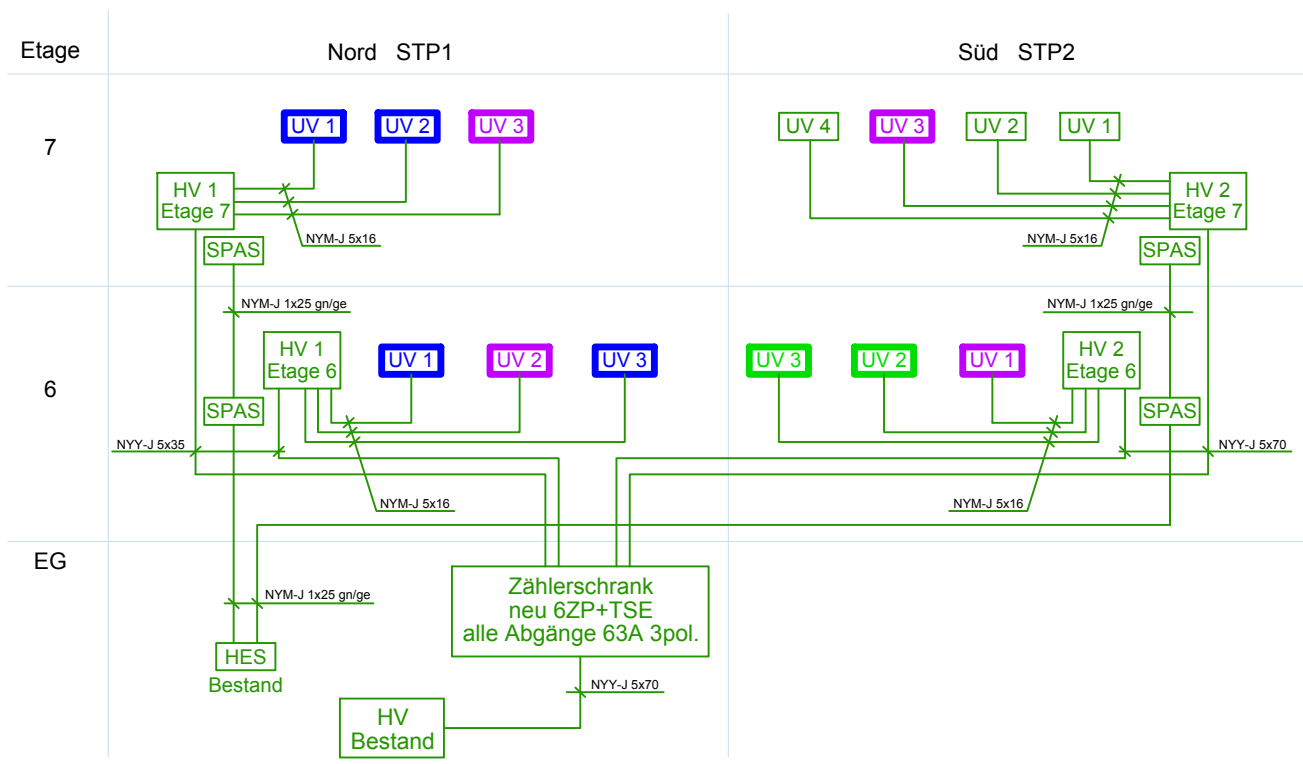 Etage
Nord STP1
Süd STP2
7
UV 1
UV 2
UV 3
UV 4
UV 3
UV 2
UV 1
HV 1
Etage 7
HV 2
Etage 7
NYM-J 5x16
NYM-J 5x16
SPAS
SPAS
NYM-J 1x25 gn/ge
NYM-J 1x25 gn/ge
6
HV 1
Etage 6
UV 1
UV 2
UV 3
UV 3
UV 2
UV 1
HV 2
Etage 6
SPAS
SPAS
NYY-J 5x35
NYY-J 5x70
NYM-J 5x16
NYM-J 5x16
EG
Zählerschrank
neu 6ZP+TSE
alle Abgänge 63A 3pol.
NYM-J 1x25 gn/ge
HES
Bestand
NYY-J 5x70
HV
Bestand